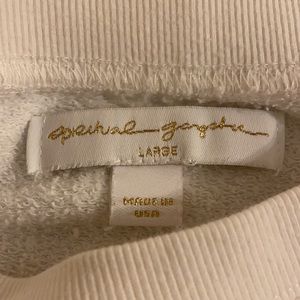 spiritual gangster
LARGE
MADE IN
USA